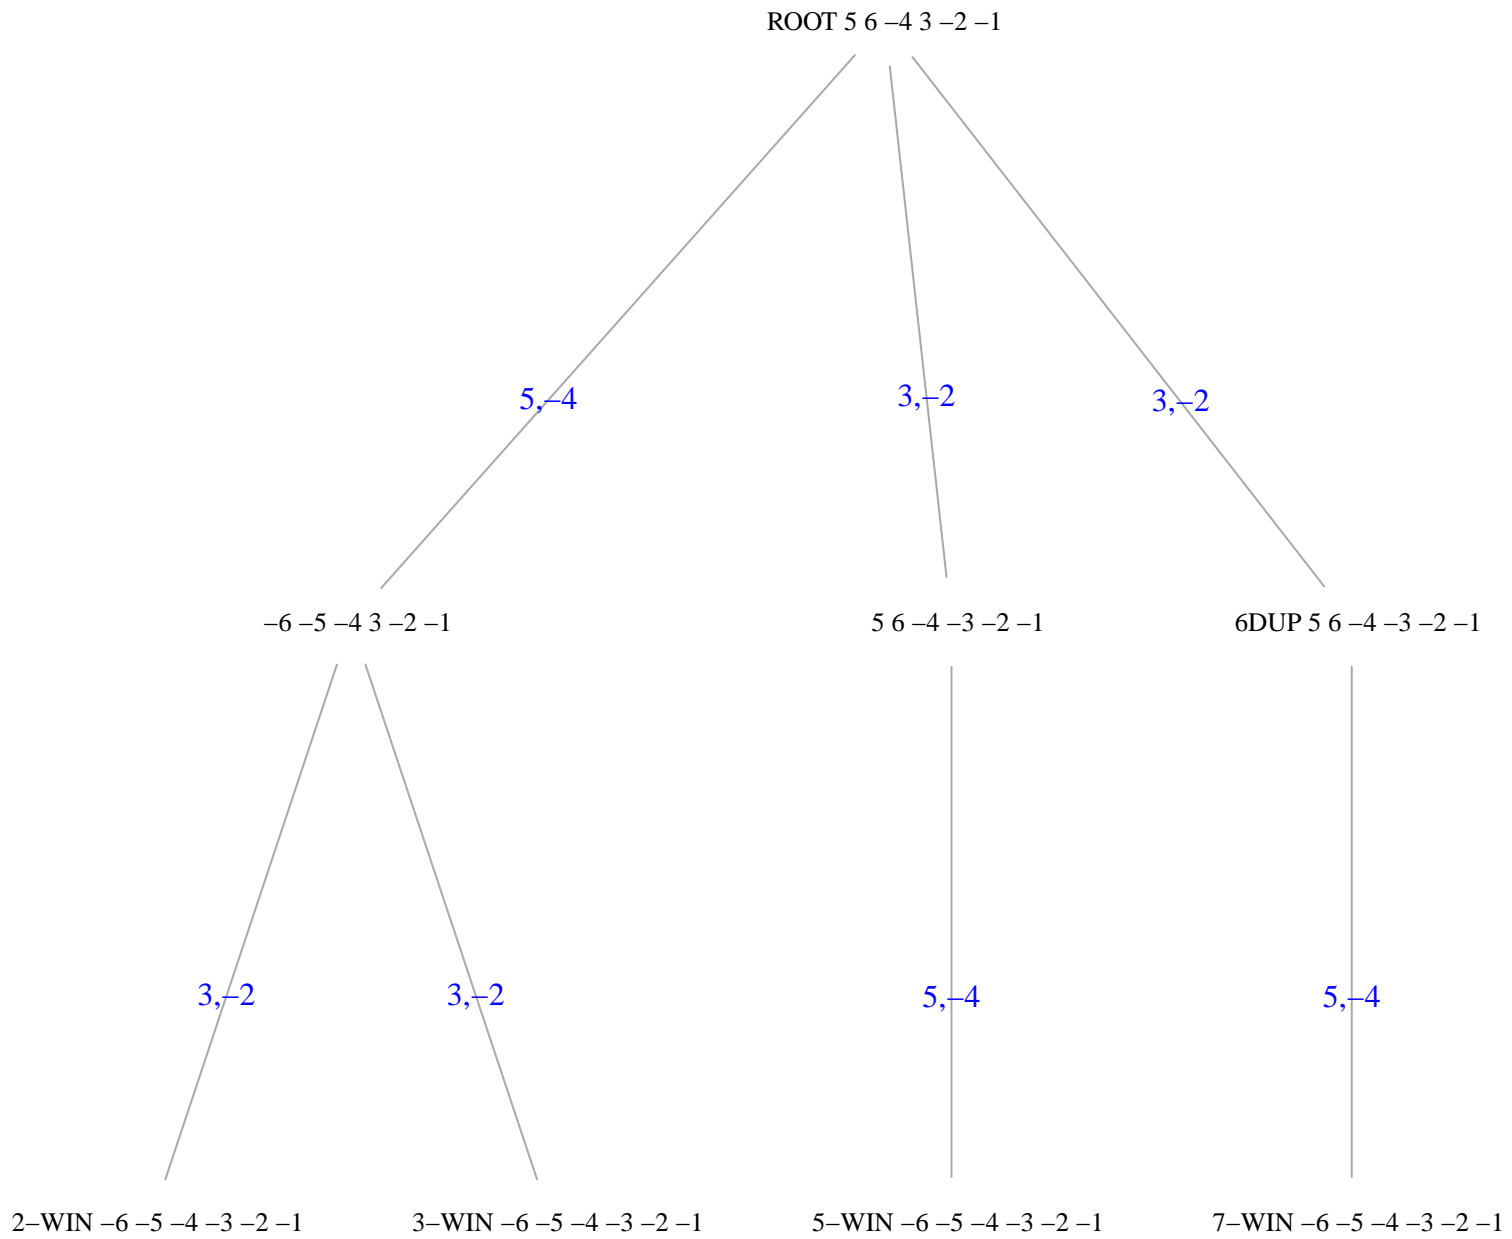 ROOT 5 6 –4 3 –2 –1
5,–4
3,–2
3,–2
–6 –5 –4 3 –2 –1
5 6 –4 –3 –2 –1
6DUP 5 6 –4 –3 –2 –1
3,–2
3,–2
5,–4
5,–4
2–WIN –6 –5 –4 –3 –2 –1
3–WIN –6 –5 –4 –3 –2 –1
5–WIN –6 –5 –4 –3 –2 –1
7–WIN –6 –5 –4 –3 –2 –1